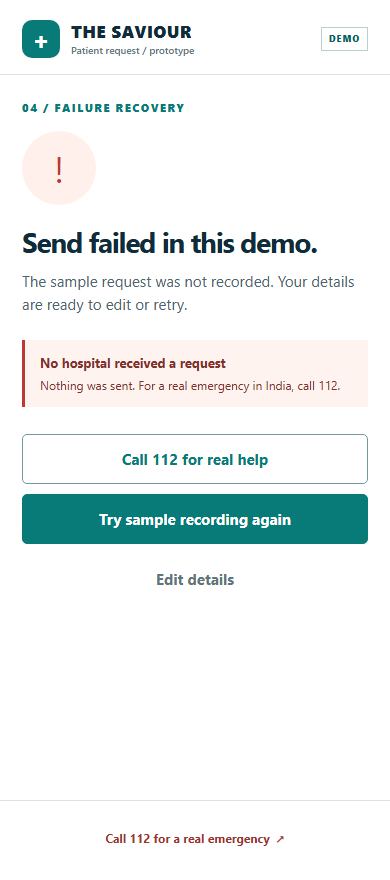 +
THE SAVIOUR
Patient request / prototype
DEMO
04 / FAILURE RECOVERY
!
Send failed in this demo.
The sample request was not recorded. Your details
are ready to edit or retry.
No hospital received a request
Nothing was sent. For a real emergency in India, call 112.
Call 112 for real help
Try sample recording again
Edit details
Call 112 for a real emergency ↗